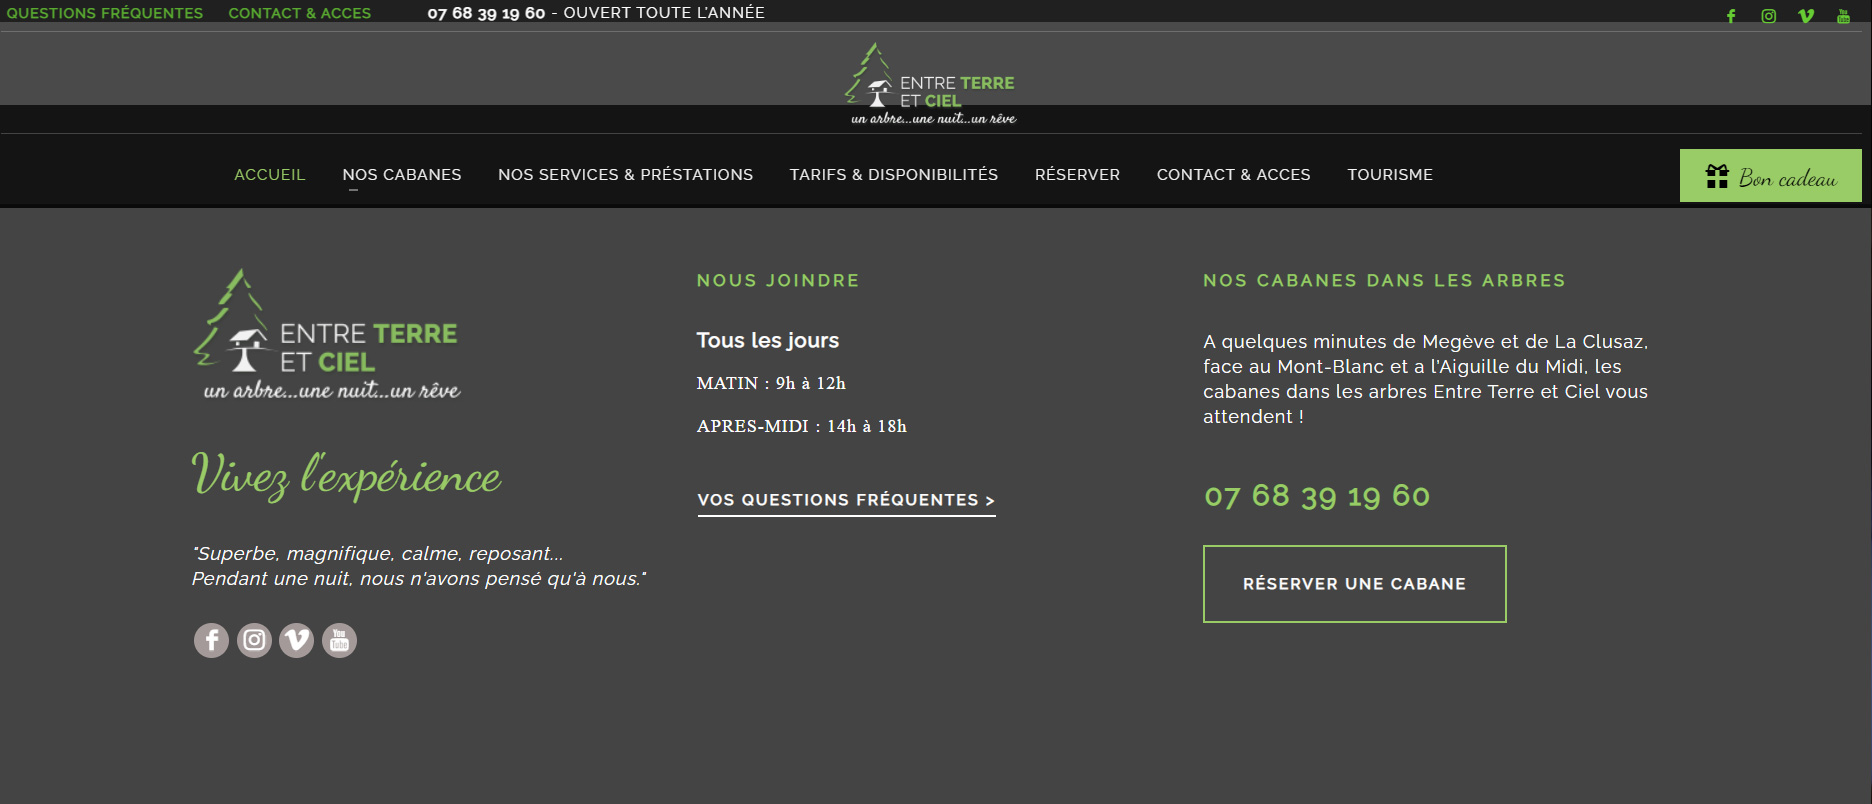 QUESTIONS FRÉQUENTES CONTACT & ACCES 07 68 39 19 60 - OUVERT TOUTE L'ANNÉE
ENTRE TERRE
ET CIEL
un arbre...une nuit...un rêve
ACCUEIL NOS CABANES NOS SERVICES & PRÉSTATIONS TARIFS & DISPONIBILITÉS RÉSERVER CONTACT & ACCES TOURISME Bon cadeau
ENTRE TERRE
ET CIEL
un arbre...une nuit...un rêve
Vivez l'expérience
"Superbe, magnifique, calme, reposant...
Pendant une nuit, nous n'avons pensé qu'à nous."
You Tube
NOUS JOINDRE
Tous les jours
MATIN : 9h à 12h
APRES-MIDI : 14h à 18h
VOS QUESTIONS FRÉQUENTES >
NOS CABANES DANS LES ARBRES
A quelques minutes de Megève et de La Clusaz,
face au Mont-Blanc et a l'Aiguille du Midi, les
cabanes dans les arbres Entre Terre et Ciel vous
attendent !
07 68 39 19 60
RÉSERVER UNE CABANE